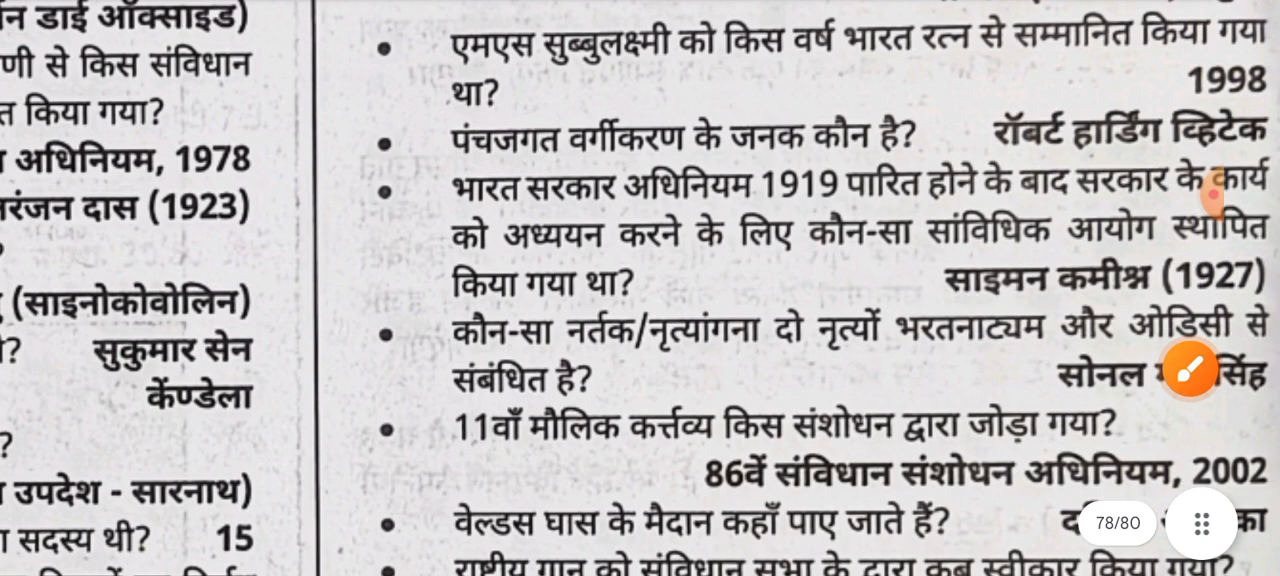 न डाई ऑक्साइड)
णी से किस संविधान
त किया गया?
अधिनियम, 1978
रंजन दास (1923)
?
(साइनोकोवोलिन)
? सुकुमार सेन
केंण्डेला
?
उपदेश - सारनाथ)
सदस्य थी? 15
एमएस सुब्बुलक्ष्मी को किस वर्ष भारत रत्न से सम्मानित किया गया
था? 1998
पंचजगत वर्गीकरण के जनक कौन है? रॉबर्ट हार्डिंग व्हिटेक
भारत सरकार अधिनियम 1919 पारित होने के बाद सरकार के कार्य
को अध्ययन करने के लिए कौन-सा सांविधिक आयोग स्थापित
किया गया था? साइमन कमीश्न (1927)
कौन-सा नर्तक/नृत्यांगना दो नृत्यों भरतनाट्यम और ओडिसी से
संबंधित है? सोनल सिंह
11वाँ मौलिक कर्त्तव्य किस संशोधन द्वारा जोड़ा गया?
86वें संविधान संशोधन अधिनियम, 2002
वेल्डस घास के मैदान कहाँ पाए जाते हैं?
78/80
राष्ट्रीय गान को संविधान सभा के द्वारा कब स्वीकार किया गया?